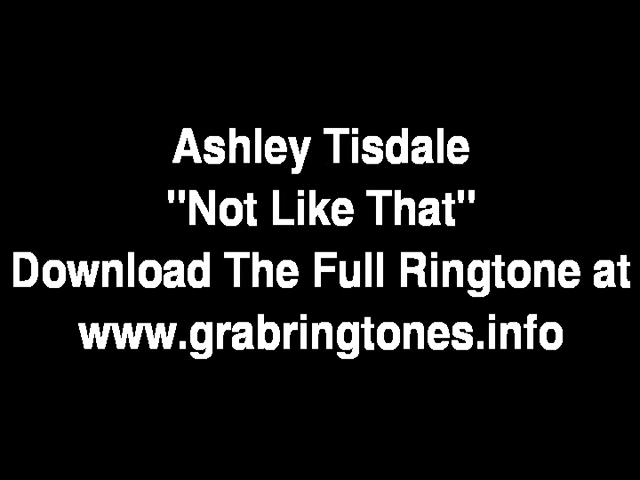 Ashley Tisdale
"Not Like That"
Download The Full Ringtone at
www.grabringtones.info